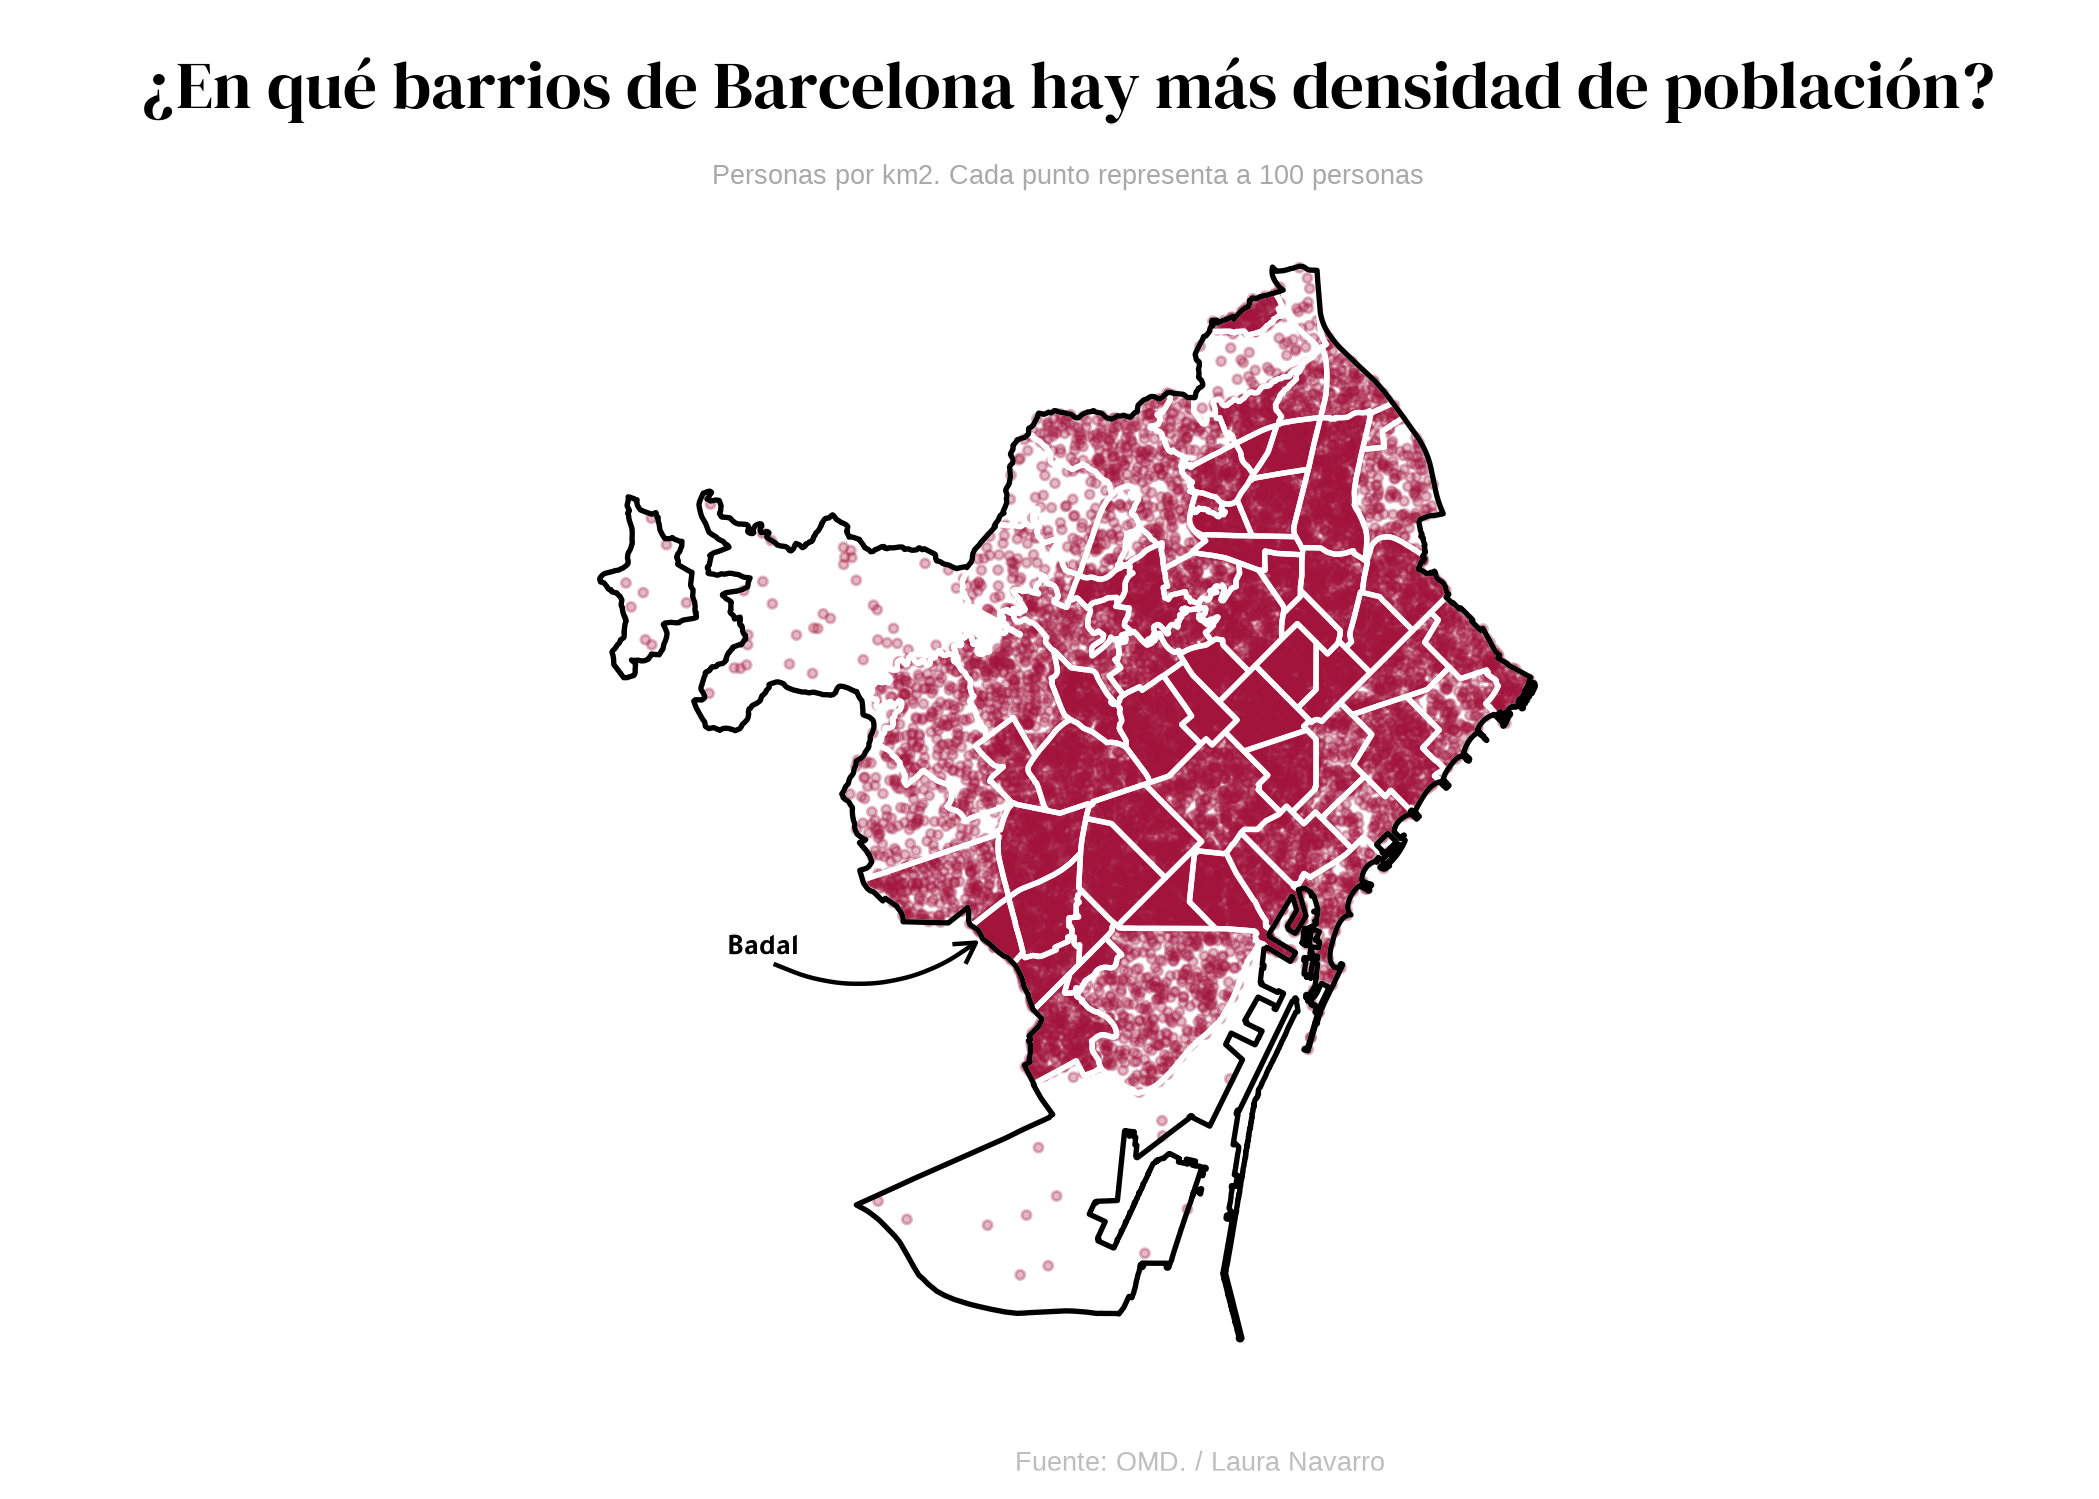 ¿En qué barrios de Barcelona hay más densidad de población?
Personas por km2. Cada punto representa a 100 personas
Badal
Fuente: OMD. / Laura Navarro